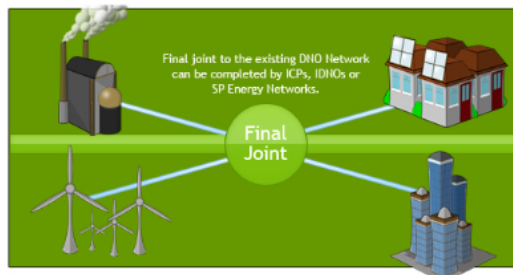 Final joint to the existing DNO Network
can be completed by ICPs, IDNOs or
SP Energy Networks.
Final
Joint